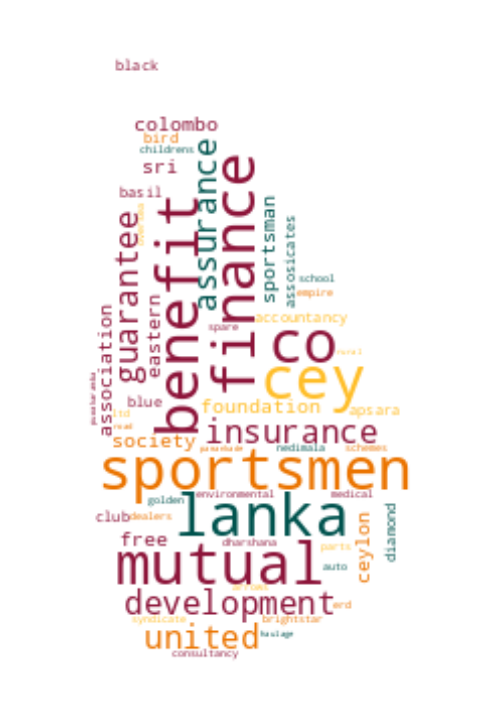 black
colombo
bird
childrens
sri
assurance
basil
finance
benefit
sportsman
guarantee
assosicates
school
eastern
empire
association
accountancy
spare
co
cey
blue
foundation
apsara
ltd
road
insurance
society
nedimala
schemes
sportsmen
environmental
medical
golden
lanka
club
dealers
diamond
ceylon
free
dharshana
parts
mutual
auto
development
syndicate
brightstar
united
haulage
consultancy